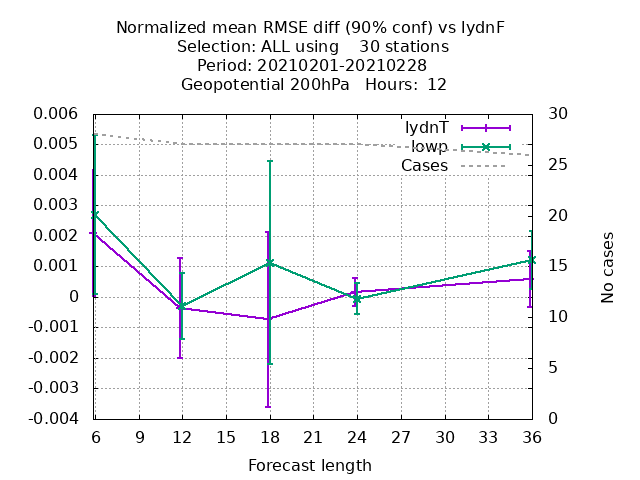 Normalized mean RMSE diff (90% conf) vs lydnF
Selection: ALL using    30 stations
Period: 20210201-20210228
Geopotential 200hPa   Hours:  12
0.006
0.005
0.004
0.003
0.002
0.001
0
-0.001
-0.002
-0.003
-0.004
30
25
20
15
10
5
0
lydnT
lowp
Cases
No cases
6 9 12 15 18 21 24 27 30 33 36
Forecast length